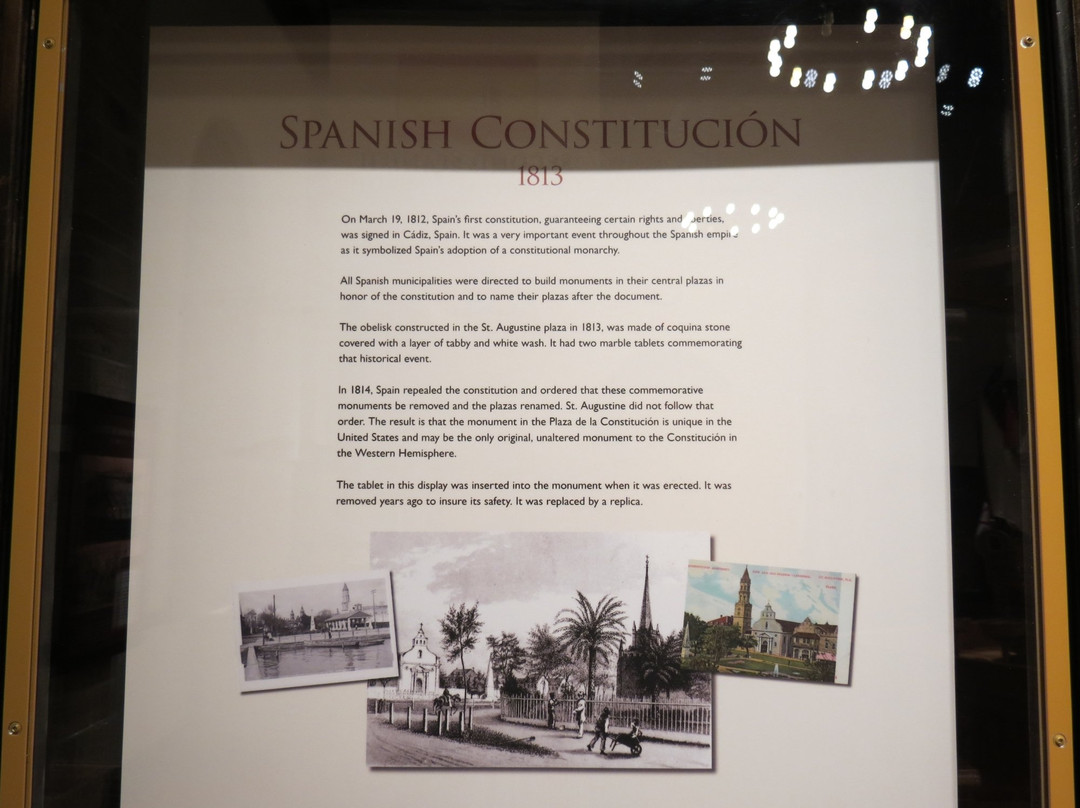 SPANISH CONSTITUCIÓN
1813
On March 19, 1812, Spain's first constitution, guaranteeing certain rights and
was signed in Cádiz, Spain. It was a very important event throughout the Spanish empire
as it symbolized Spain's adoption of a constitutional monarchy.
All Spanish municipalities were directed to build monuments in their central plazas in
honor of the constitution and to name their plazas after the document.
The obelisk constructed in the St. Augustine plaza in 1813, was made of coquina stone
covered with a layer of tabby and white wash. It had two marble tablets commemorating
that historical event.
In 1814, Spain repealed the constitution and ordered that these commemorative
monuments be removed and the plazas renamed. St. Augustine did not follow that
order. The result is that the monument in the Plaza de la Constitución is unique in the
United States and may be the only original, unaltered monument to the Constitución in
the Western Hemisphere.
The tablet in this display was inserted into the monument when it was erected. It was
removed years ago to insure its safety. It was replaced by a replica.